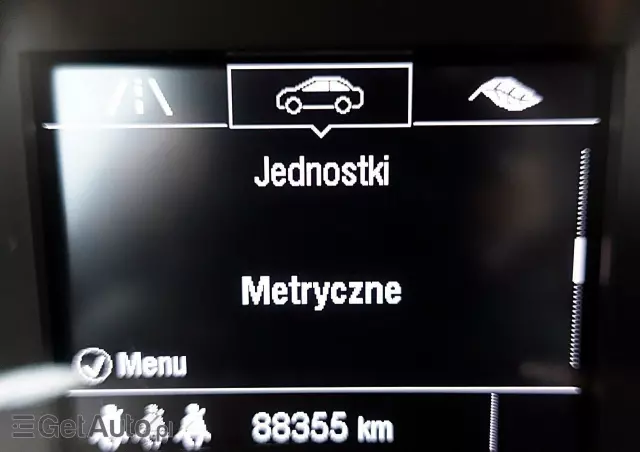 Jednostki
Metryczne
Menu
88355 km
GetAuto.pl